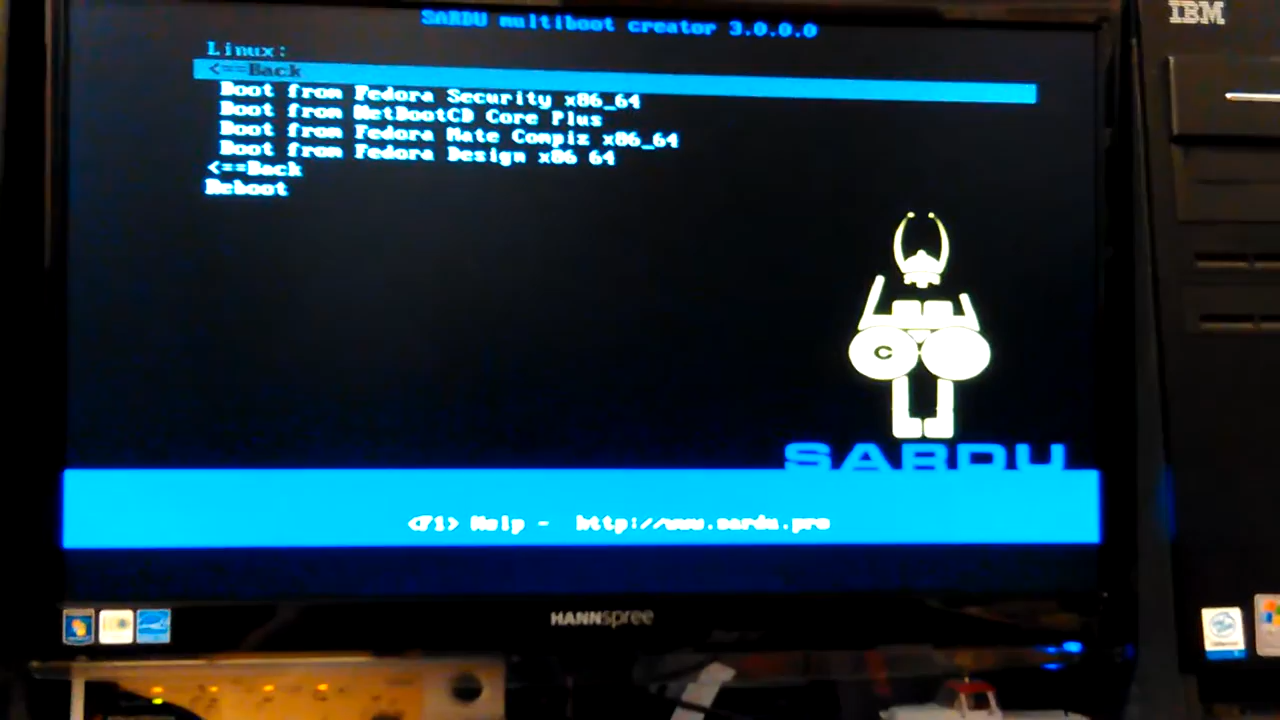 SARDU multiboot creator 3.0.0.0
IBM
Linux:
<==Back
Boot from Fedora Security x86_64
Boot from NetBootCD Core Plus
Boot from Fedora Mate Compiz x86_64
Boot from Fedora Design x86_64
<==Back
Reboot
C
SARDU
<F1> Help - http://www.sardu.pro
HANNspree